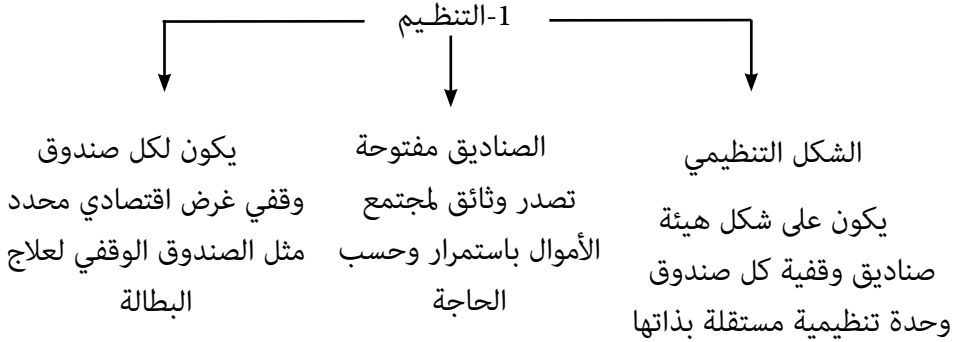 1-التنظـيم
الشكل التنظيمي
يكون على شكل هيئة
صناديق وقفية كل صندوق
وحدة تنظيمية مستقلة بذاتها
الصناديق مفتوحة
تصدر وثائق لمجتمع
الأموال باستمرار وحسب
الحاجة
يكون لكل صندوق
وقفي غرض اقتصادي محدد
مثل الصندوق الوقفي لعلاج
البطالة